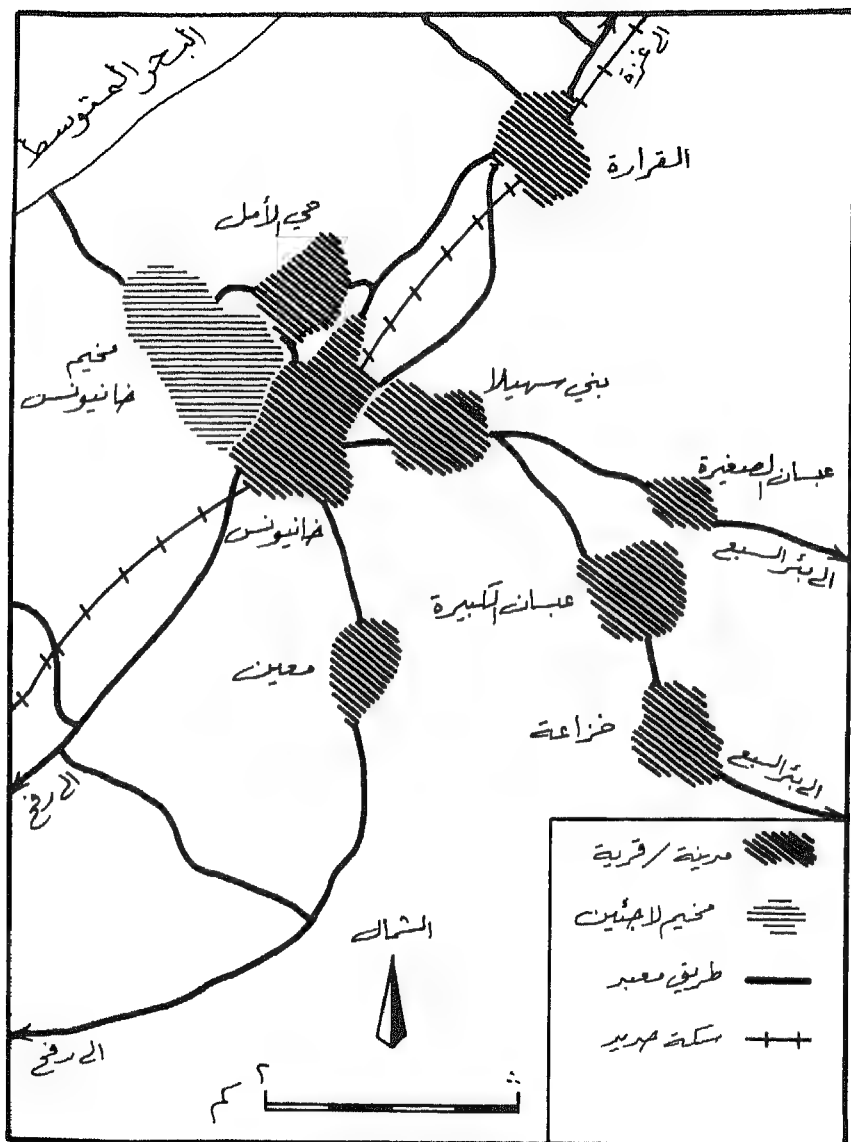 البحر المتوسط
الى غزة
القرارة
حي الأمل
مخيم
خانيونس
بني سهيلا
عبسان الصغيرة
الى بئر السبع
خانيونس
عبسان الكبيرة
معين
خزاعة
الى بئر السبع
الى رفح
مدينة / قرية
مخيم لاجئين
طريق معبد
سكة حديد
الشمال
الى رفح
كم ٢